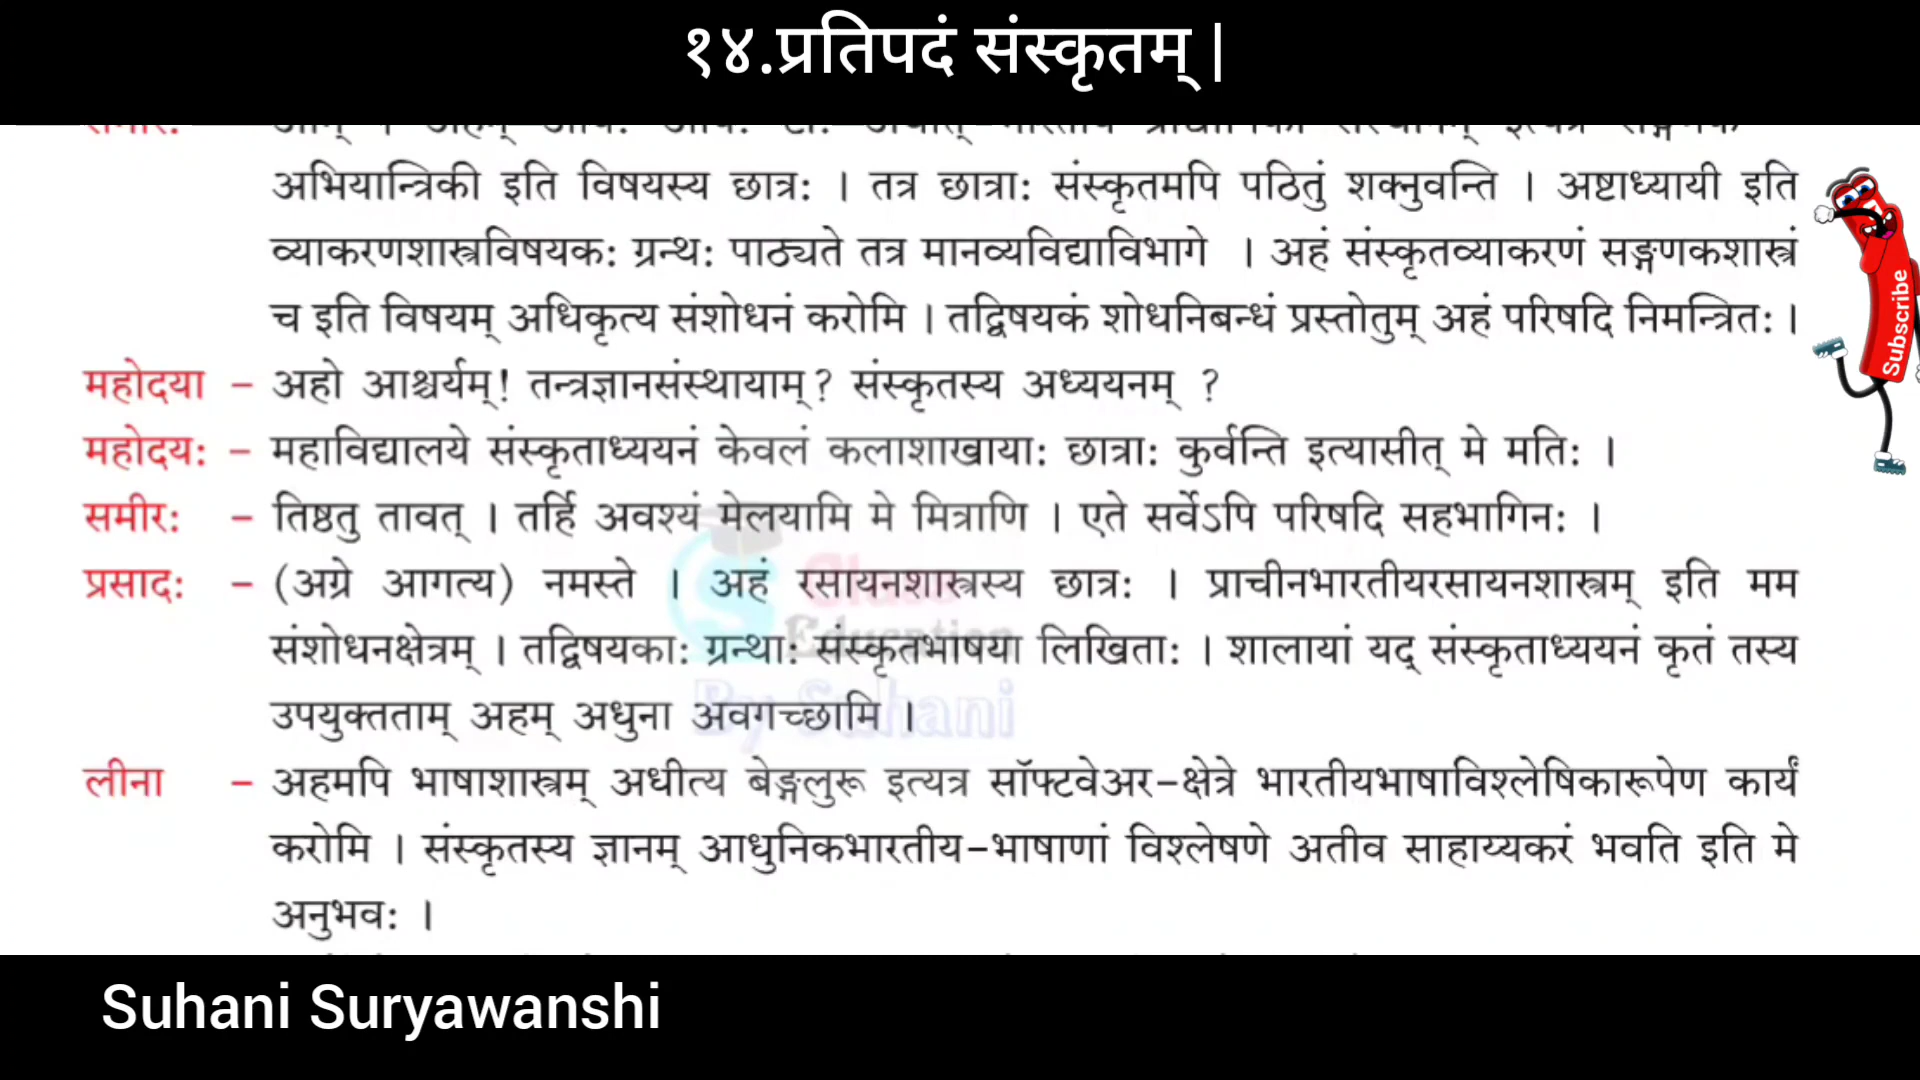 १४.प्रतिपदं संस्कृतम् |
अभियान्त्रिकी इति विषयस्य छात्रः । तत्र छात्राः संस्कृतमपि पठितुं शक्नुवन्ति । अष्टाध्यायी इति
व्याकरणशास्त्रविषयकः ग्रन्थः पाठ्यते तत्र मानव्यविद्याविभागे । अहं संस्कृतव्याकरणं सङ्गणकशास्त्रं
च इति विषयम् अधिकृत्य संशोधनं करोमि । तद्विषयकं शोधनिबन्धं प्रस्तोतुम् अहं परिषदि निमन्त्रितः ।
Subscribe
महोदया – अहो आश्चर्यम्! तन्त्रज्ञानसंस्थायाम्? संस्कृतस्य अध्ययनम् ?
महोदयः – महाविद्यालये संस्कृताध्ययनं केवलं कलाशाखायाः छात्राः कुर्वन्ति इत्यासीत् मे मतिः ।
समीरः – तिष्ठतु तावत् । तर्हि अवश्यं मेलयामि मे मित्राणि । एते सर्वेऽपि परिषदि सहभागिनः ।
प्रसादः – (अग्रे आगत्य) नमस्ते । अहं रसायनशास्त्रस्य छात्रः । प्राचीनभारतीयरसायनशास्त्रम् इति मम
संशोधनक्षेत्रम् । तद्विषयकाः ग्रन्थाः संस्कृतभाषया लिखिताः । शालायां यद् संस्कृताध्ययनं कृतं तस्य
उपयुक्तताम् अहम् अधुना अवगच्छामि ।
Education
By Suhani
लीना – अहमपि भाषाशास्त्रम् अधीत्य बेङ्गलुरू इत्यत्र सॉफ्टवेअर-क्षेत्रे भारतीयभाषाविश्लेषिकारूपेण कार्यं
करोमि । संस्कृतस्य ज्ञानम् आधुनिकभारतीय-भाषाणां विश्लेषणे अतीव साहाय्यकरं भवति इति मे
अनुभवः ।
Suhani Suryawanshi